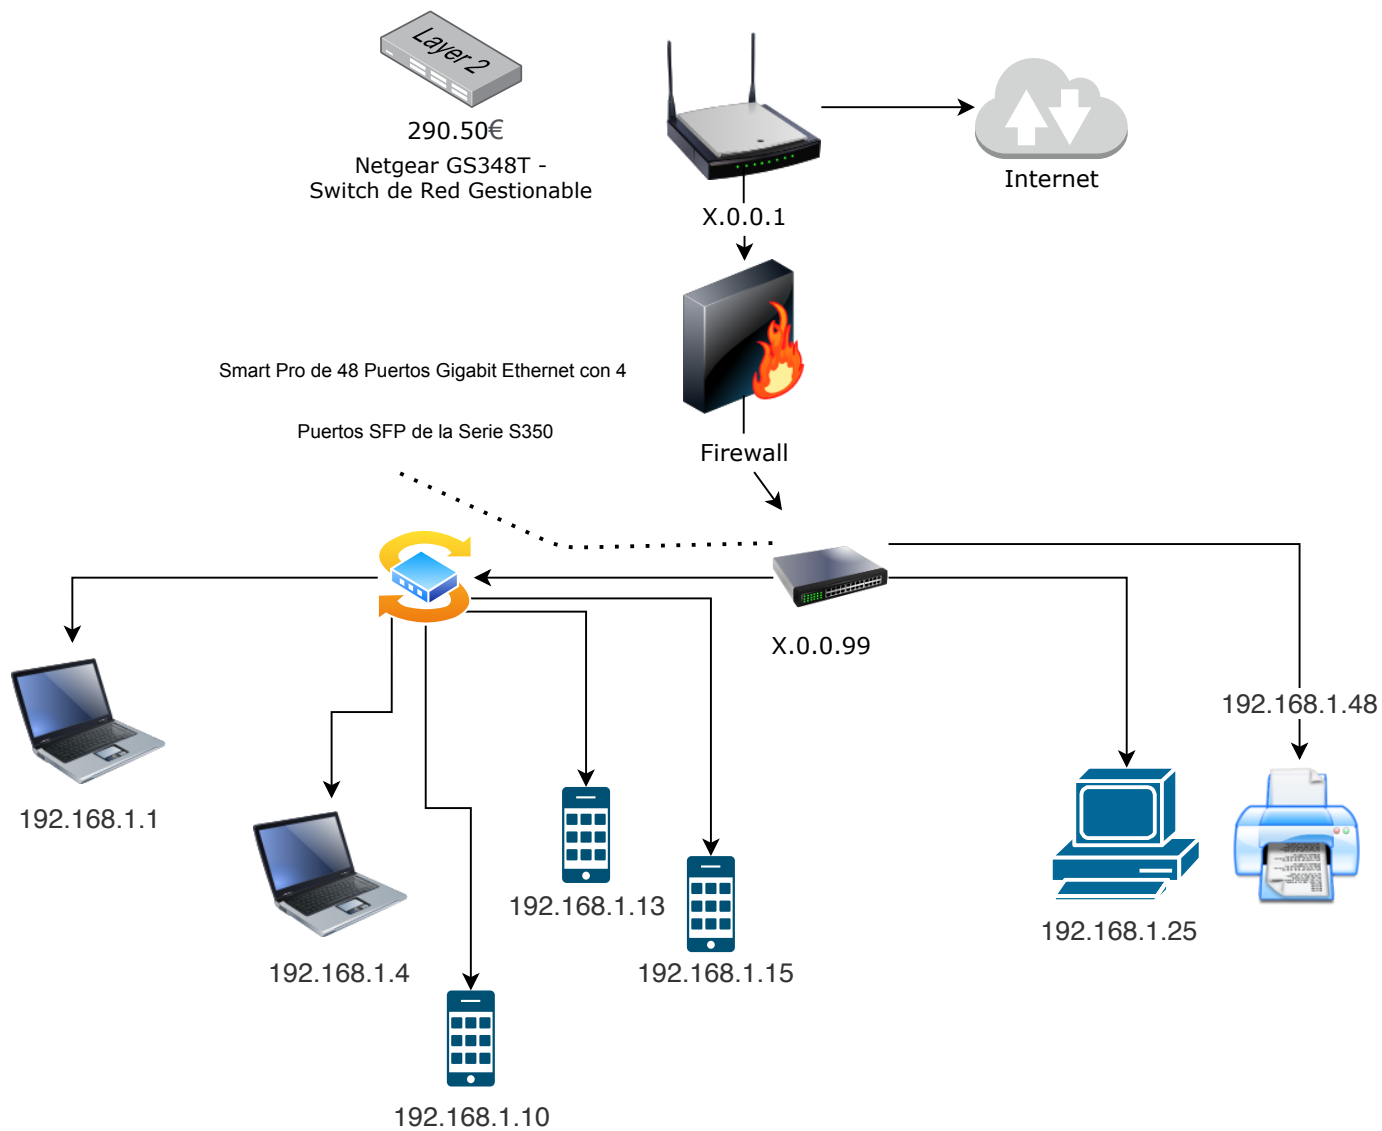 Layer 2
290.50€
Netgear GS348T -
Switch de Red Gestionable
Internet
X.0.0.1
Smart Pro de 48 Puertos Gigabit Ethernet con 4
Puertos SFP de la Serie S350
Firewall
X.0.0.99
192.168.1.48
192.168.1.1
192.168.1.13
192.168.1.25
192.168.1.4
192.168.1.15
192.168.1.10